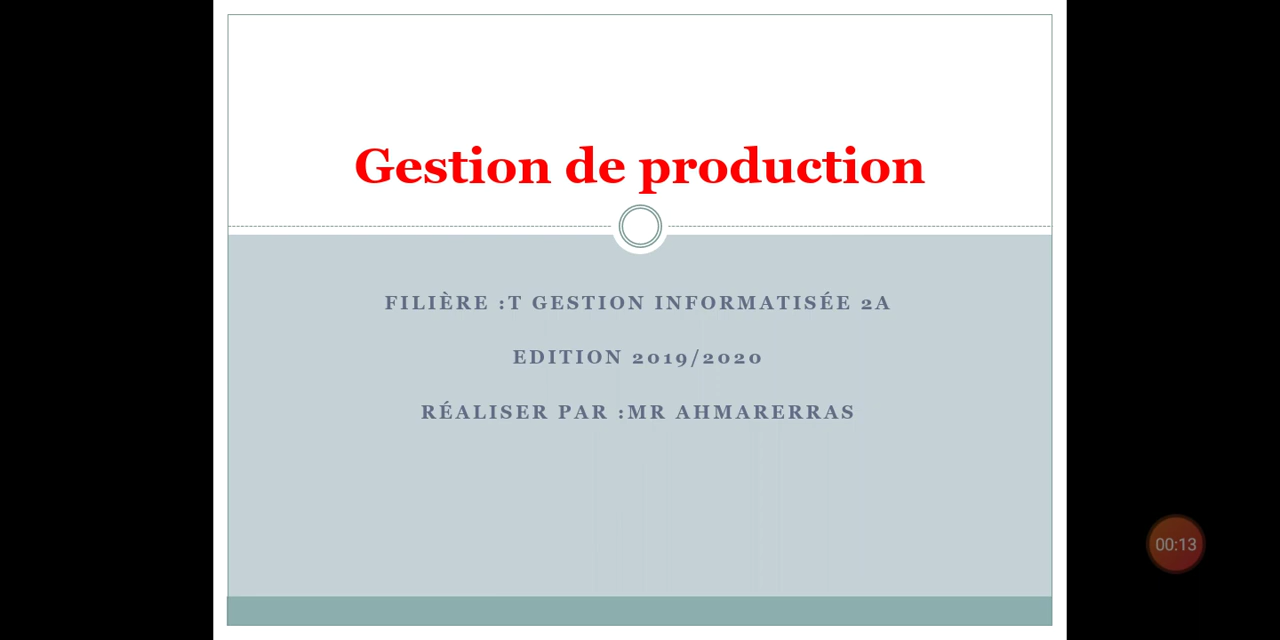 Gestion de production
FILIÈRE :T GESTION INFORMATISÉE 2A
EDITION 2019/2020
RÉALISER PAR :MR AHMARERRAS
00:13